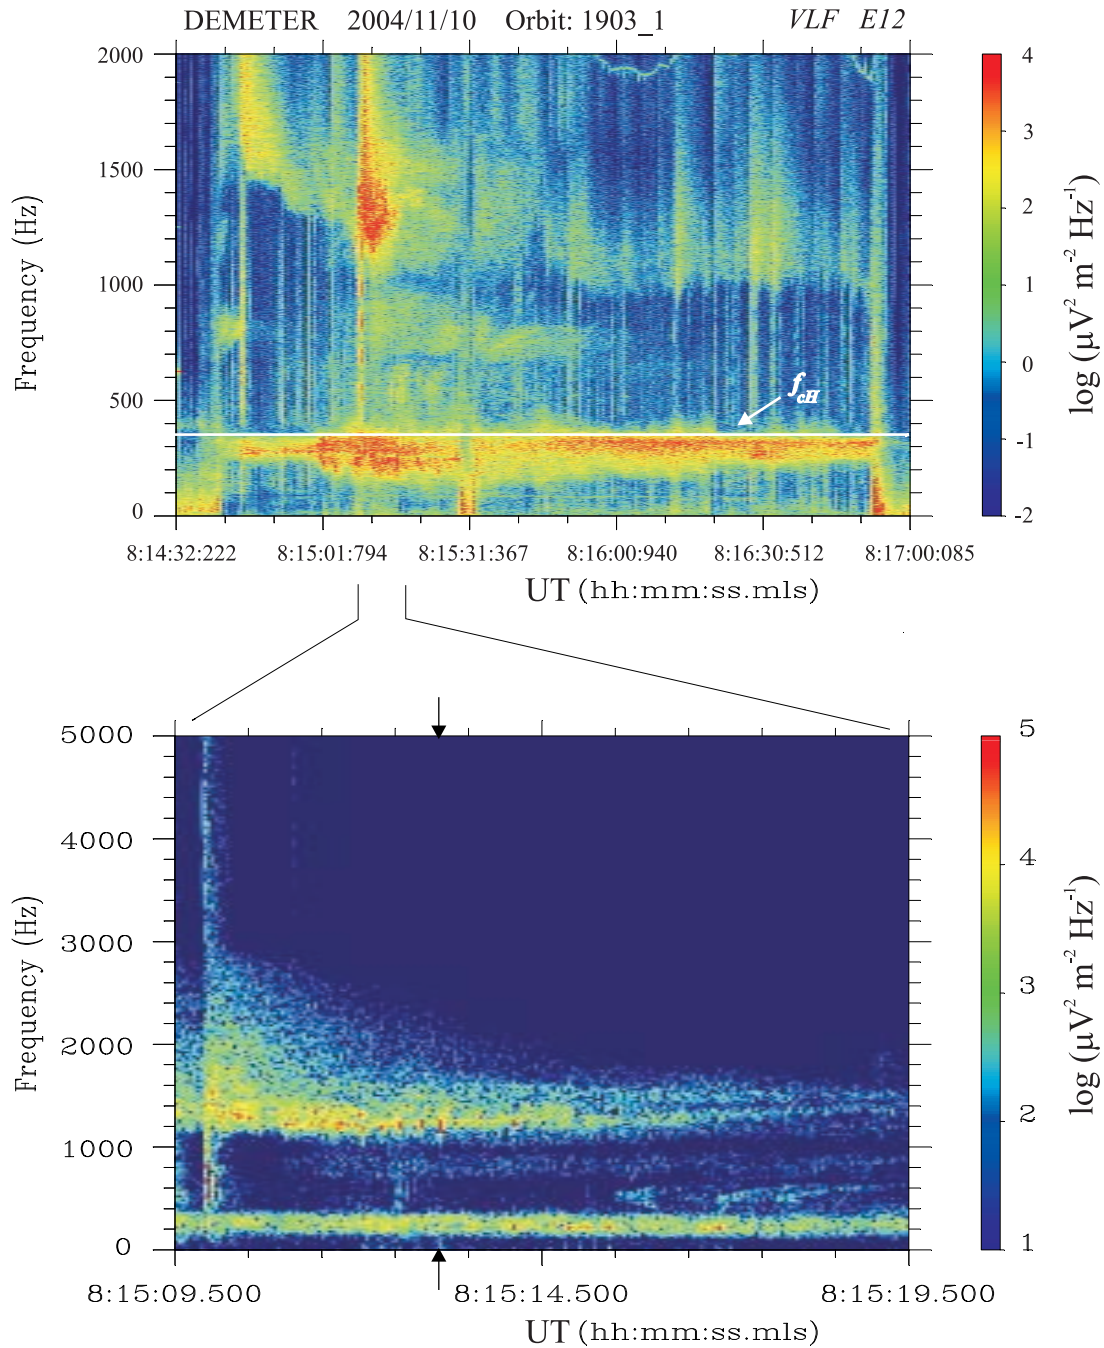 DEMETER 2004/11/10 Orbit: 1903_1 VLF E12
2000
1500
1000
500
0
Frequency (Hz)
f_cH
4
3
2
1
0
-1
-2
log (μV² m⁻² Hz⁻¹)
8:14:32:222 8:15:01:794 8:15:31:367 8:16:00:940 8:16:30:512 8:17:00:085
UT (hh:mm:ss.mls)
5000
4000
3000
2000
1000
0
Frequency (Hz)
5
4
3
2
1
log (μV² m⁻² Hz⁻¹)
8:15:09.500 8:15:14.500 8:15:19.500
UT (hh:mm:ss.mls)